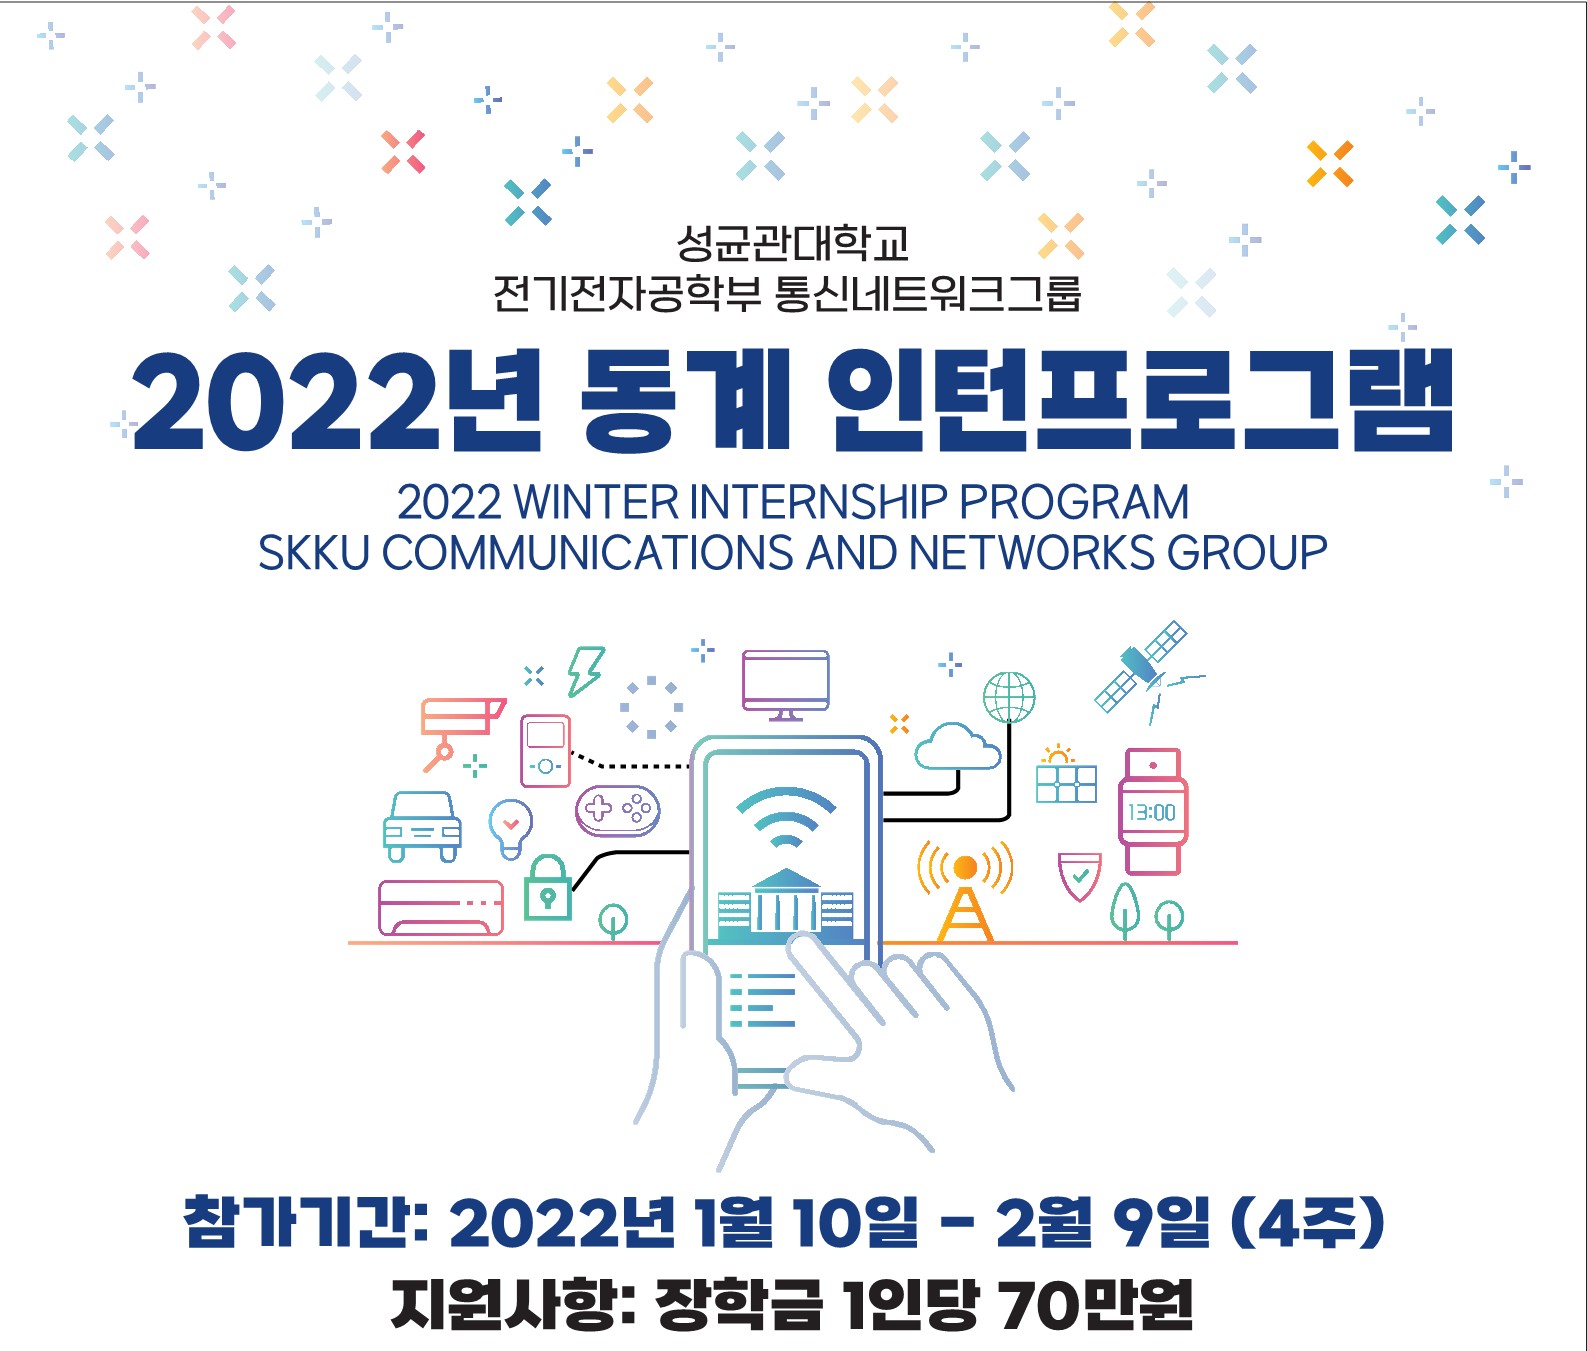 성균관대학교
전기전자공학부 통신네트워크그룹
2022년 동계 인턴프로그램
2022 WINTER INTERNSHIP PROGRAM
SKKU COMMUNICATIONS AND NETWORKS GROUP
13:00
참가기간: 2022년 1월 10일 - 2월 9일 (4주)
지원사항: 장학금 1인당 70만원